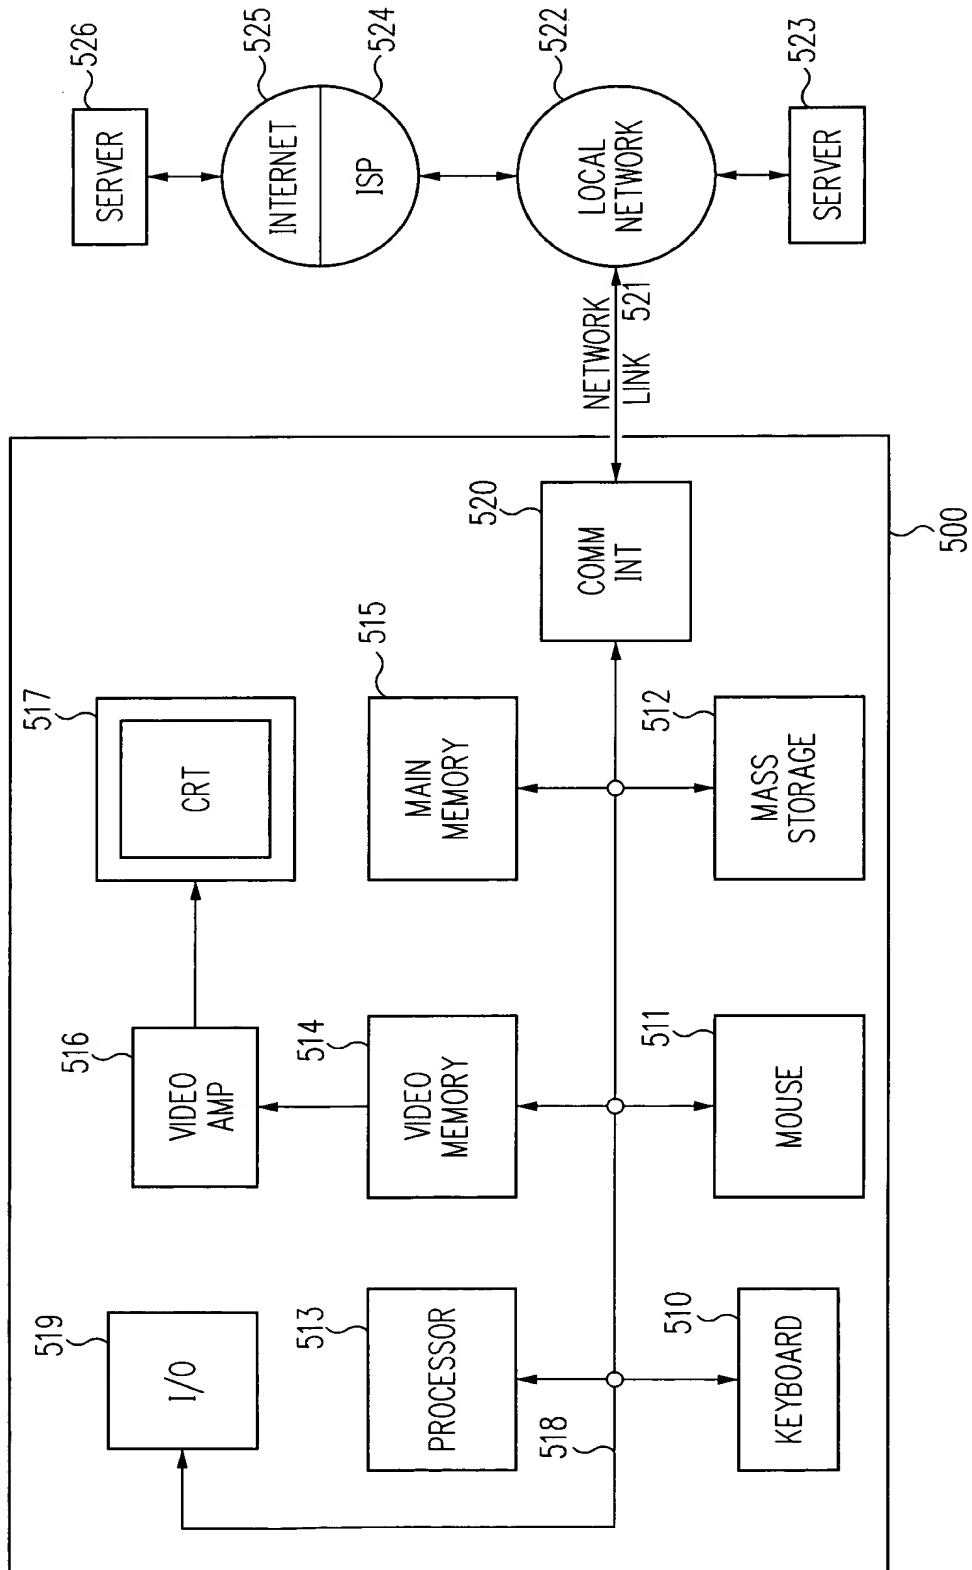 519
I/O
516
VIDEO
AMP
517
CRT
513
PROCESSOR
514
VIDEO
MEMORY
515
MAIN
MEMORY
518
520
COMM
INT
510
KEYBOARD
511
MOUSE
512
MASS
STORAGE
500
NETWORK
LINK 521
526
SERVER
525
INTERNET
524
ISP
522
LOCAL
NETWORK
523
SERVER